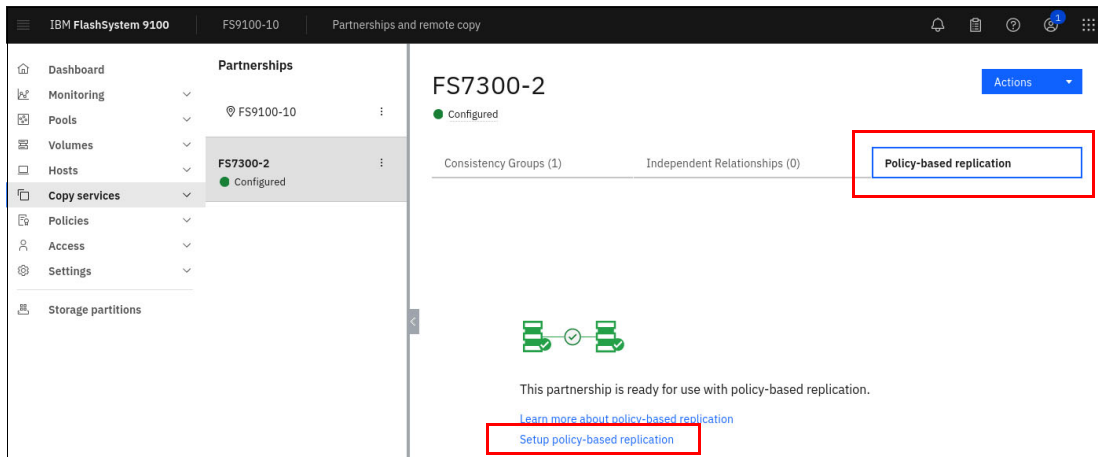 IBM FlashSystem 9100
FS9100-10
Partnerships and remote copy
1
Dashboard
Monitoring
Pools
Volumes
Hosts
Copy services
Policies
Access
Settings
Storage partitions
Partnerships
FS9100-10
FS7300-2
Configured
FS7300-2
Configured
Actions
Consistency Groups (1)
Independent Relationships (0)
Policy-based replication
This partnership is ready for use with policy-based replication.
Learn more about policy-based replication
Setup policy-based replication